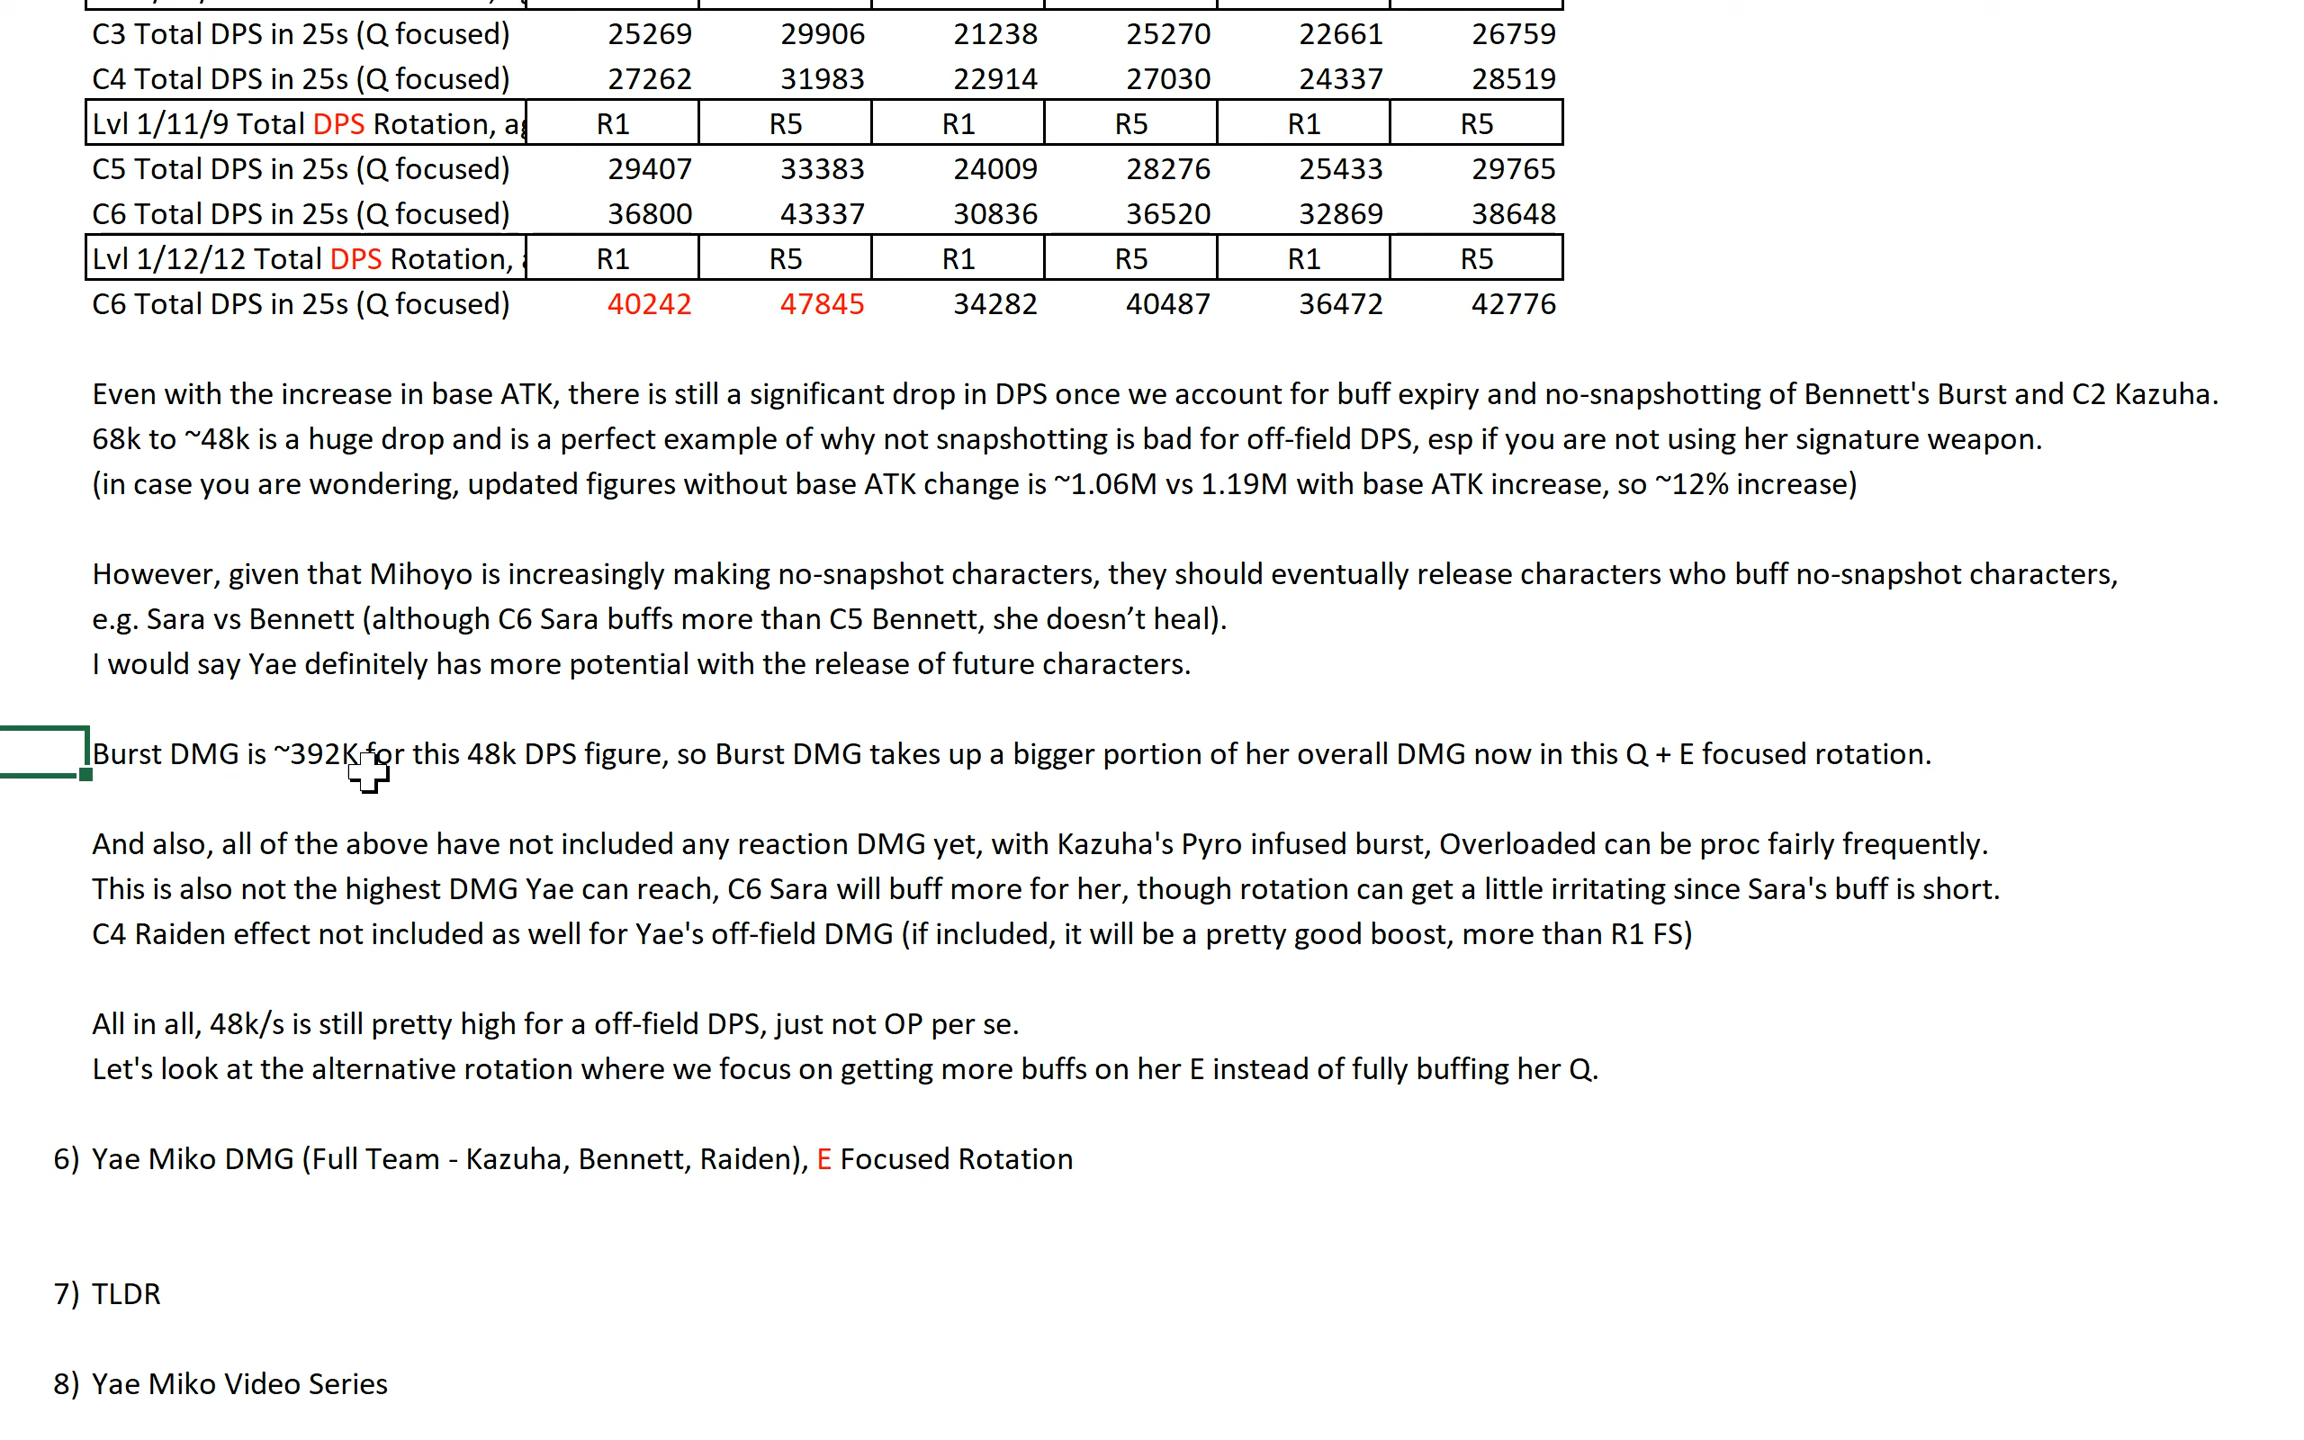 C3 Total DPS in 25s (Q focused) 25269 29906 21238 25270 22661 26759
C4 Total DPS in 25s (Q focused) 27262 31983 22914 27030 24337 28519
Lvl 1/11/9 Total DPS Rotation, R1 R5 R1 R5 R1 R5
C5 Total DPS in 25s (Q focused) 29407 33383 24009 28276 25433 29765
C6 Total DPS in 25s (Q focused) 36800 43337 30836 36520 32869 38648
Lvl 1/12/12 Total DPS Rotation, R1 R5 R1 R5 R1 R5
C6 Total DPS in 25s (Q focused) 40242 47845 34282 40487 36472 42776
Even with the increase in base ATK, there is still a significant drop in DPS once we account for buff expiry and no-snapshotting of Bennett's Burst and C2 Kazuha.
68k to ~48k is a huge drop and is a perfect example of why not snapshotting is bad for off-field DPS, esp if you are not using her signature weapon.
(in case you are wondering, updated figures without base ATK change is ~1.06M vs 1.19M with base ATK increase, so ~12% increase)
However, given that Mihoyo is increasingly making no-snapshot characters, they should eventually release characters who buff no-snapshot characters,
e.g. Sara vs Bennett (although C6 Sara buffs more than C5 Bennett, she doesn’t heal).
I would say Yae definitely has more potential with the release of future characters.
Burst DMG is ~392K for this 48k DPS figure, so Burst DMG takes up a bigger portion of her overall DMG now in this Q + E focused rotation.
And also, all of the above have not included any reaction DMG yet, with Kazuha's Pyro infused burst, Overloaded can be proc fairly frequently.
This is also not the highest DMG Yae can reach, C6 Sara will buff more for her, though rotation can get a little irritating since Sara's buff is short.
C4 Raiden effect not included as well for Yae's off-field DMG (if included, it will be a pretty good boost, more than R1 FS)
All in all, 48k/s is still pretty high for a off-field DPS, just not OP per se.
Let's look at the alternative rotation where we focus on getting more buffs on her E instead of fully buffing her Q.
6) Yae Miko DMG (Full Team - Kazuha, Bennett, Raiden), E Focused Rotation
7) TLDR
8) Yae Miko Video Series